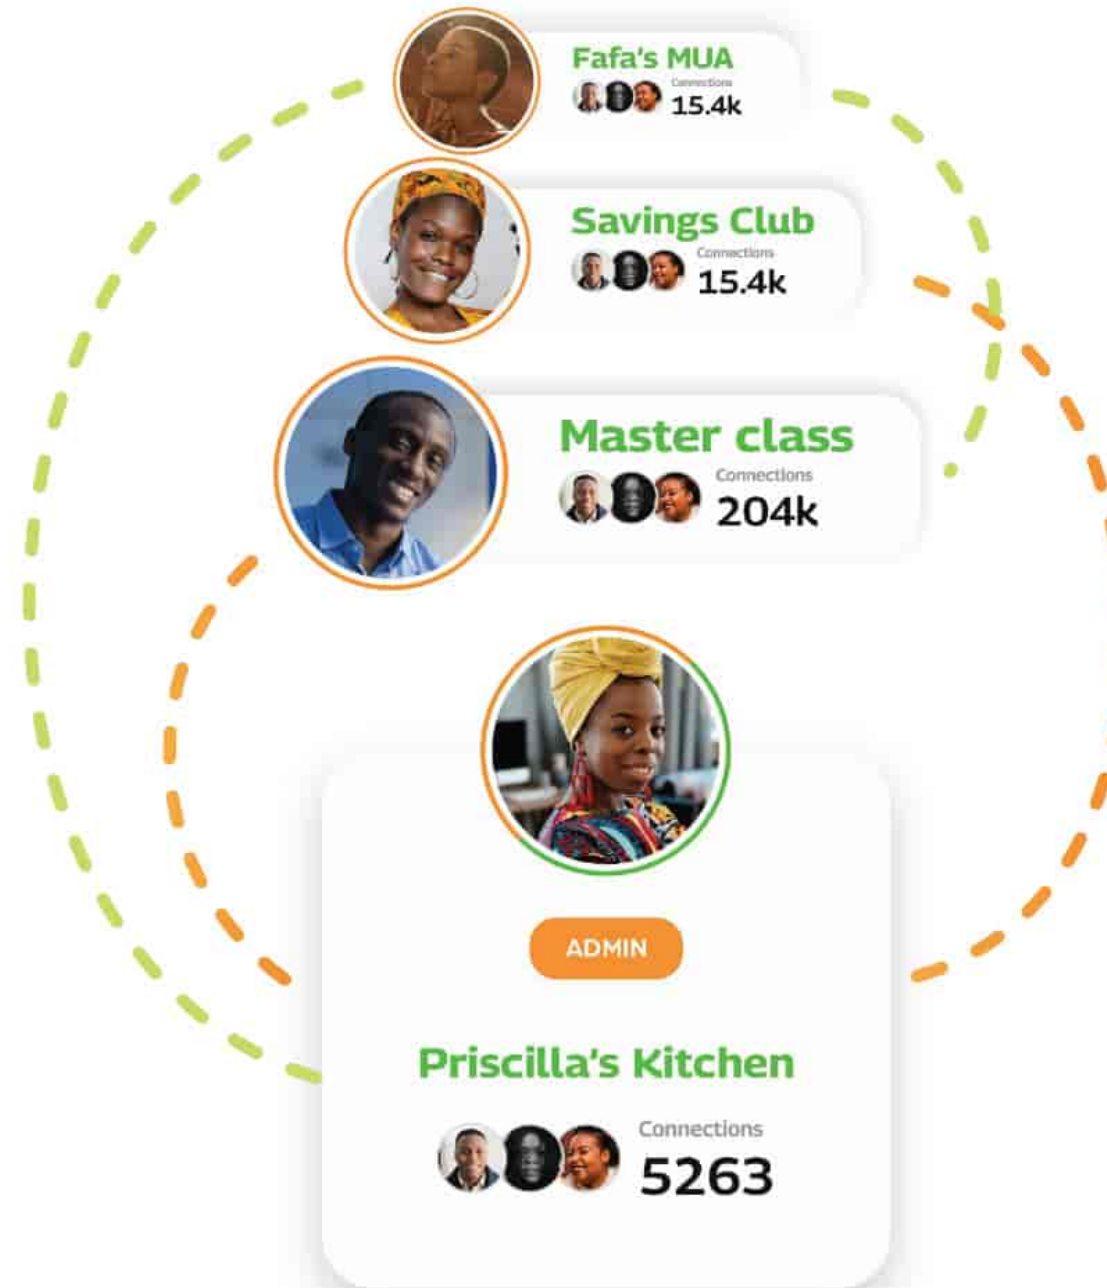 Fafa's MUA
Connections
15.4k
Savings Club
Connections
15.4k
Master class
Connections
204k
ADMIN
Priscilla's Kitchen
Connections
5263